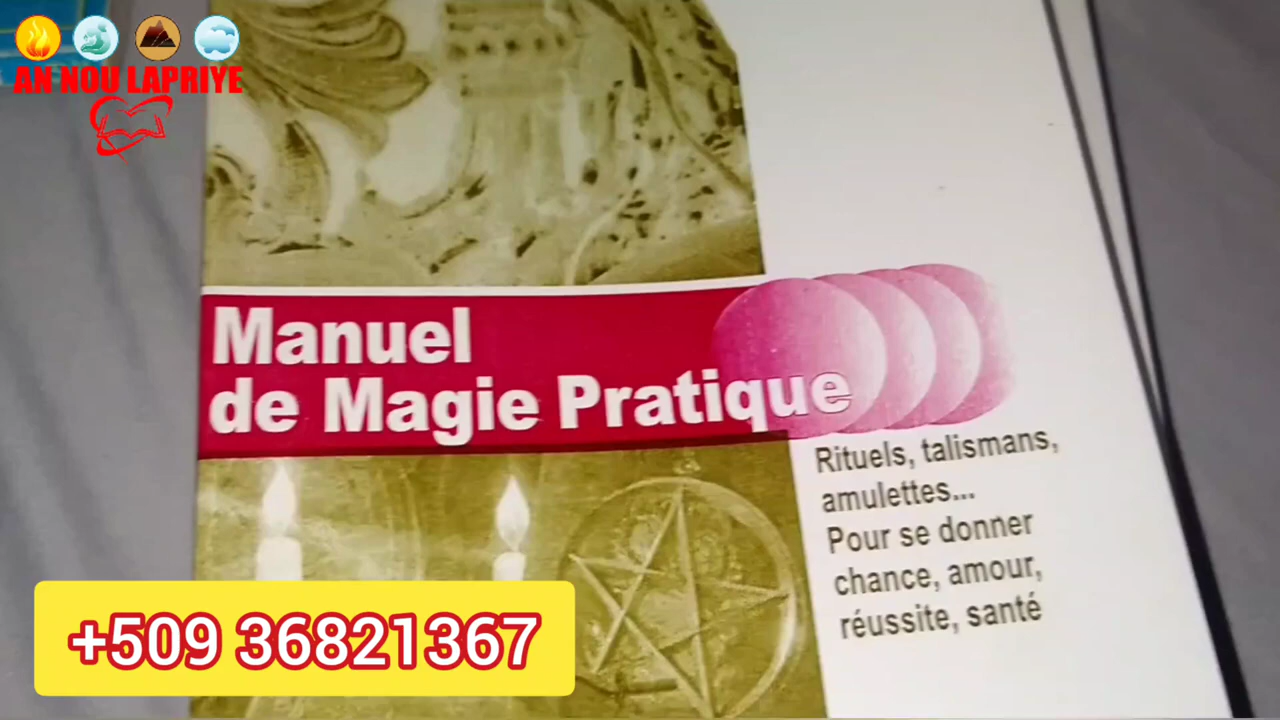 AN NOU LAPRIYE
Manuel
de Magie Pratique
Rituels, talismans,
amulettes...
Pour se donner
chance, amour,
réussite, santé
+509 36821367